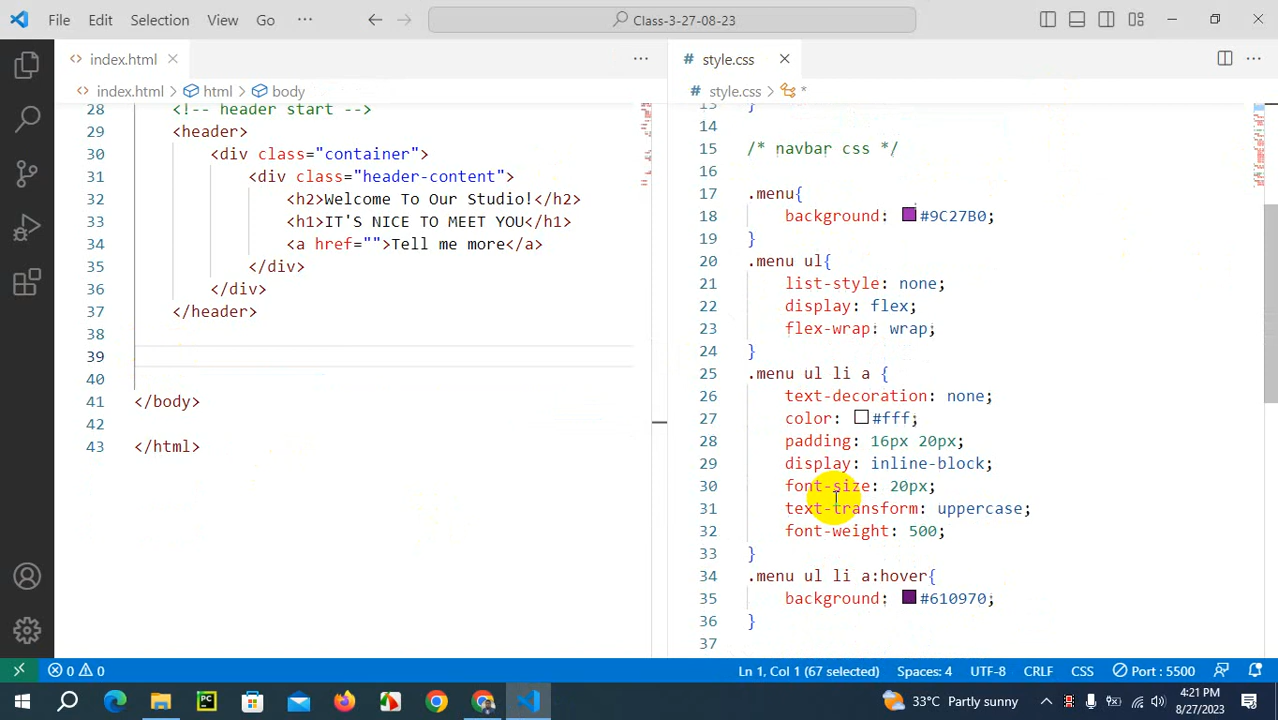 File Edit Selection View Go ··· Class-3-27-08-23
index.html
index.html > html > body
28 <!-- header start -->
29 <header>
30 <div class="container">
31 <div class="header-content">
32 <h2>Welcome To Our Studio!</h2>
33 <h1>IT'S NICE TO MEET YOU</h1>
34 <a href="">Tell me more</a>
35 </div>
36 </div>
37 </header>
38
39
40
41 </body>
42
43 </html>
# style.css
# style.css > *
13 }
14
15 /* navbar css */
16
17 .menu{
18 background: #9C27B0;
19 }
20 .menu ul{
21 list-style: none;
22 display: flex;
23 flex-wrap: wrap;
24 }
25 .menu ul li a {
26 text-decoration: none;
27 color: #fff;
28 padding: 16px 20px;
29 display: inline-block;
30 font-size: 20px;
31 text-transform: uppercase;
32 font-weight: 500;
33 }
34 .menu ul li a:hover{
35 background: #610970;
36 }
37
0 0 Ln 1, Col 1 (67 selected) Spaces: 4 UTF-8 CRLF CSS Port : 5500
PC 33°C Partly sunny 4:21 PM
8/27/2023